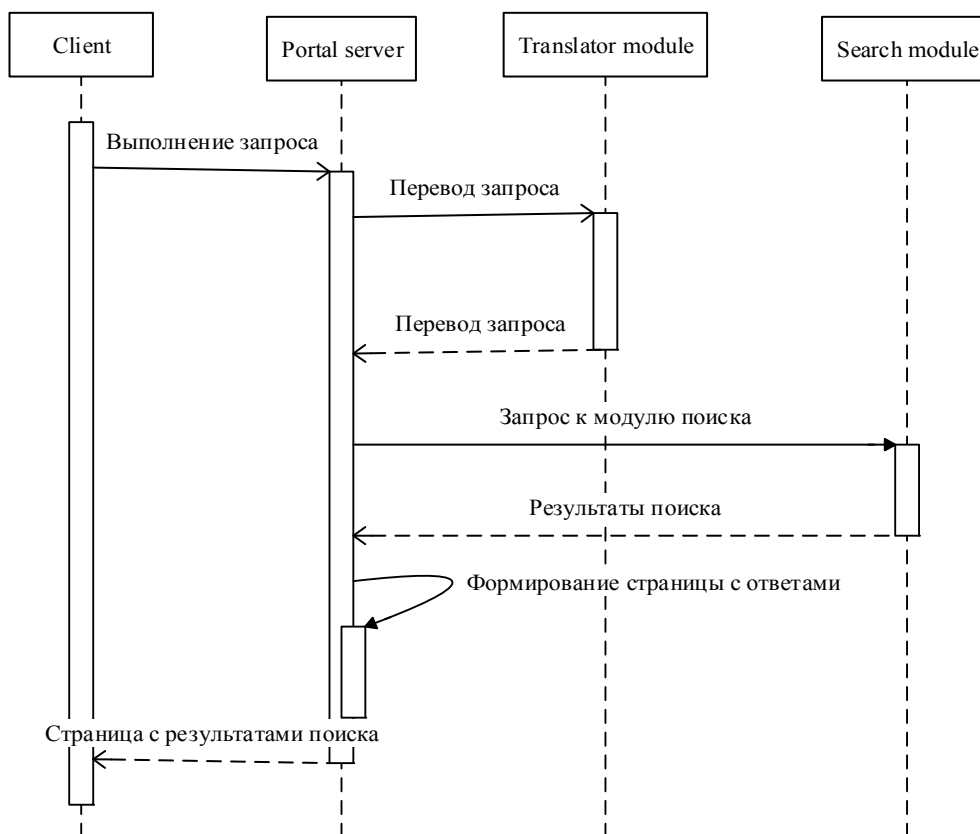 Client
Portal server
Translator module
Search module
Выполнение запроса
Перевод запроса
Перевод запроса
Запрос к модулю поиска
Результаты поиска
Формирование страницы с ответами
Страница с результатами поиска